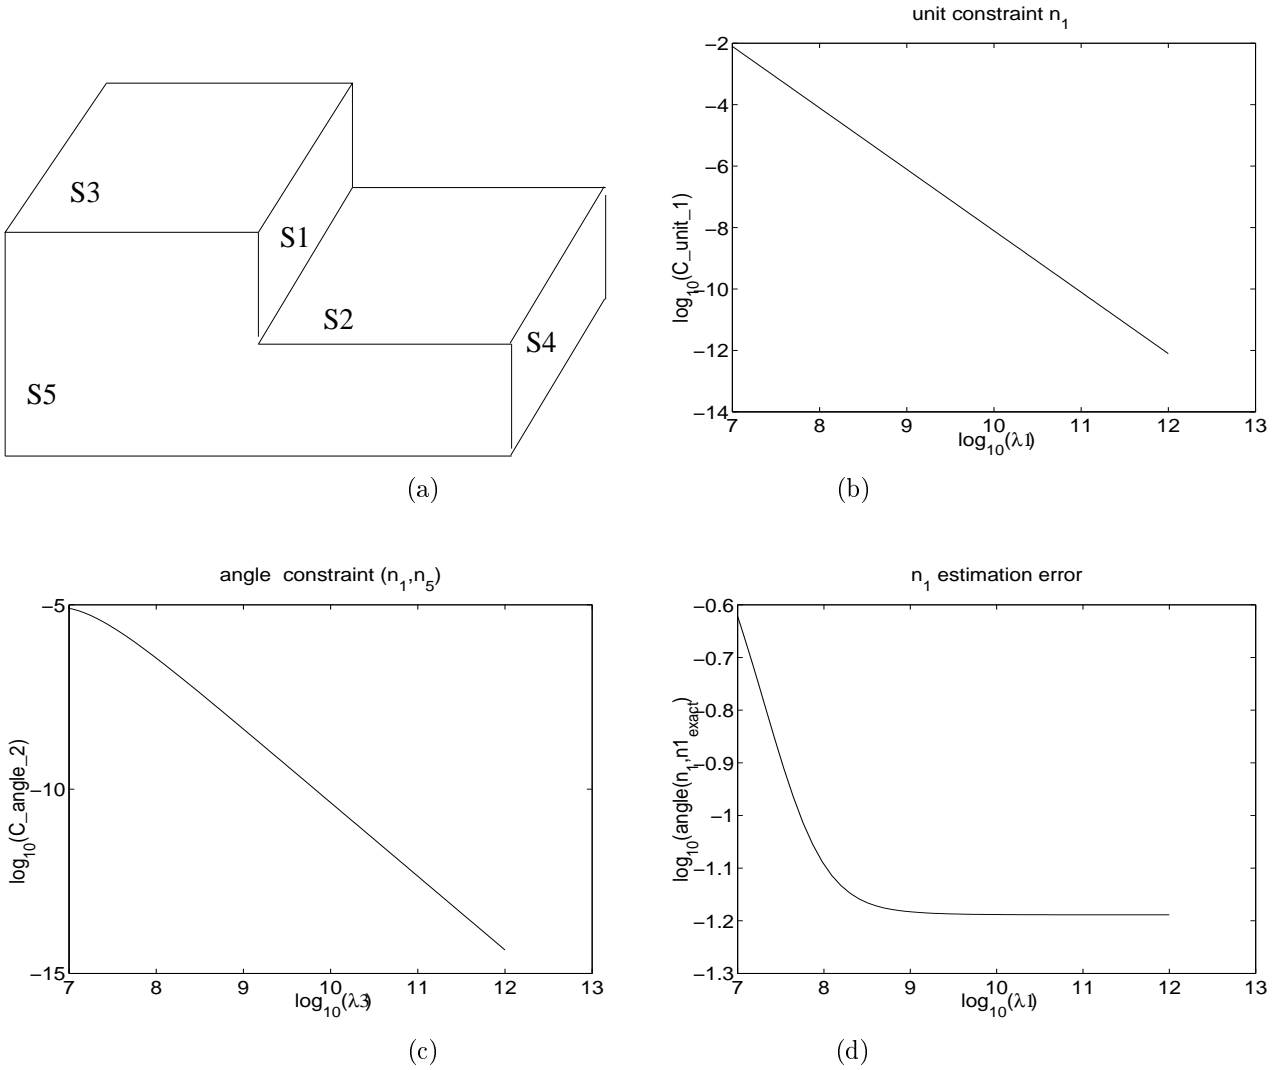 S3
S1
S2
S4
S5
(a)
unit constraint n1
−2
−4
−6
−8
−10
−12
−14
log10(C_unit_1)
7 8 9 10 11 12 13
log10(λ1)
(b)
angle constraint (n1,n5)
−5
−10
−15
log10(C_angle_2)
7 8 9 10 11 12 13
log10(λ3)
(c)
n1 estimation error
−0.6
−0.7
−0.8
−0.9
−1
−1.1
−1.2
−1.3
log10(angle(n1,n1exact)
7 8 9 10 11 12 13
log10(λ1)
(d)